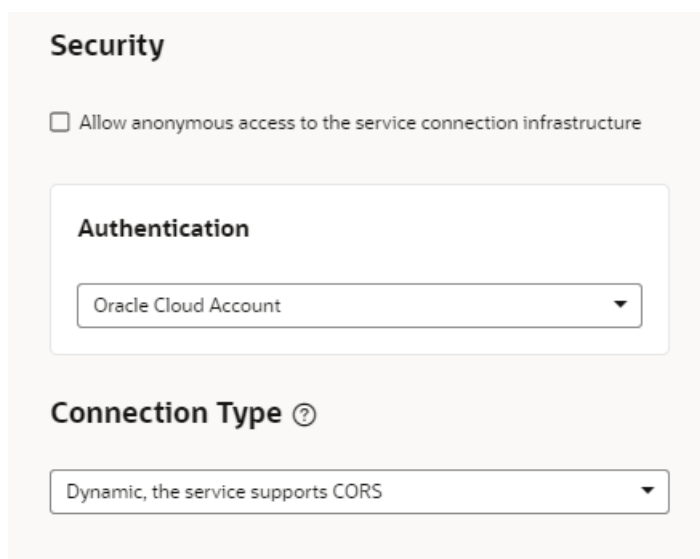 Security
Allow anonymous access to the service connection infrastructure
Authentication
Oracle Cloud Account
Connection Type ?
Dynamic, the service supports CORS